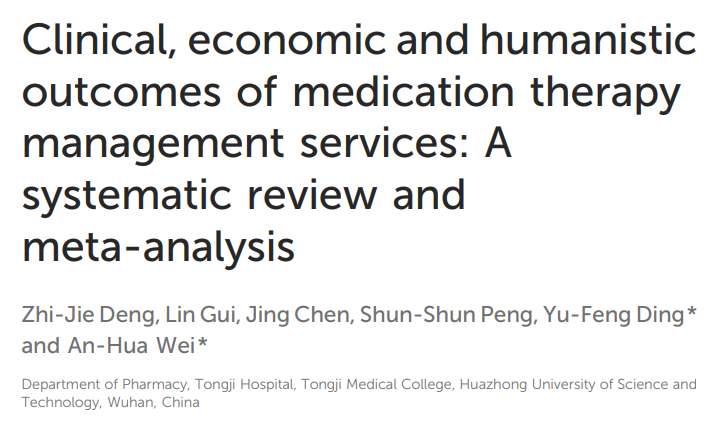 Clinical, economic and humanistic
outcomes of medication therapy
management services: A
systematic review and
meta-analysis
Zhi-Jie Deng, Lin Gui, Jing Chen, Shun-Shun Peng, Yu-Feng Ding*
and An-Hua Wei*
Department of Pharmacy, Tongji Hospital, Tongji Medical College, Huazhong University of Science and
Technology, Wuhan, China